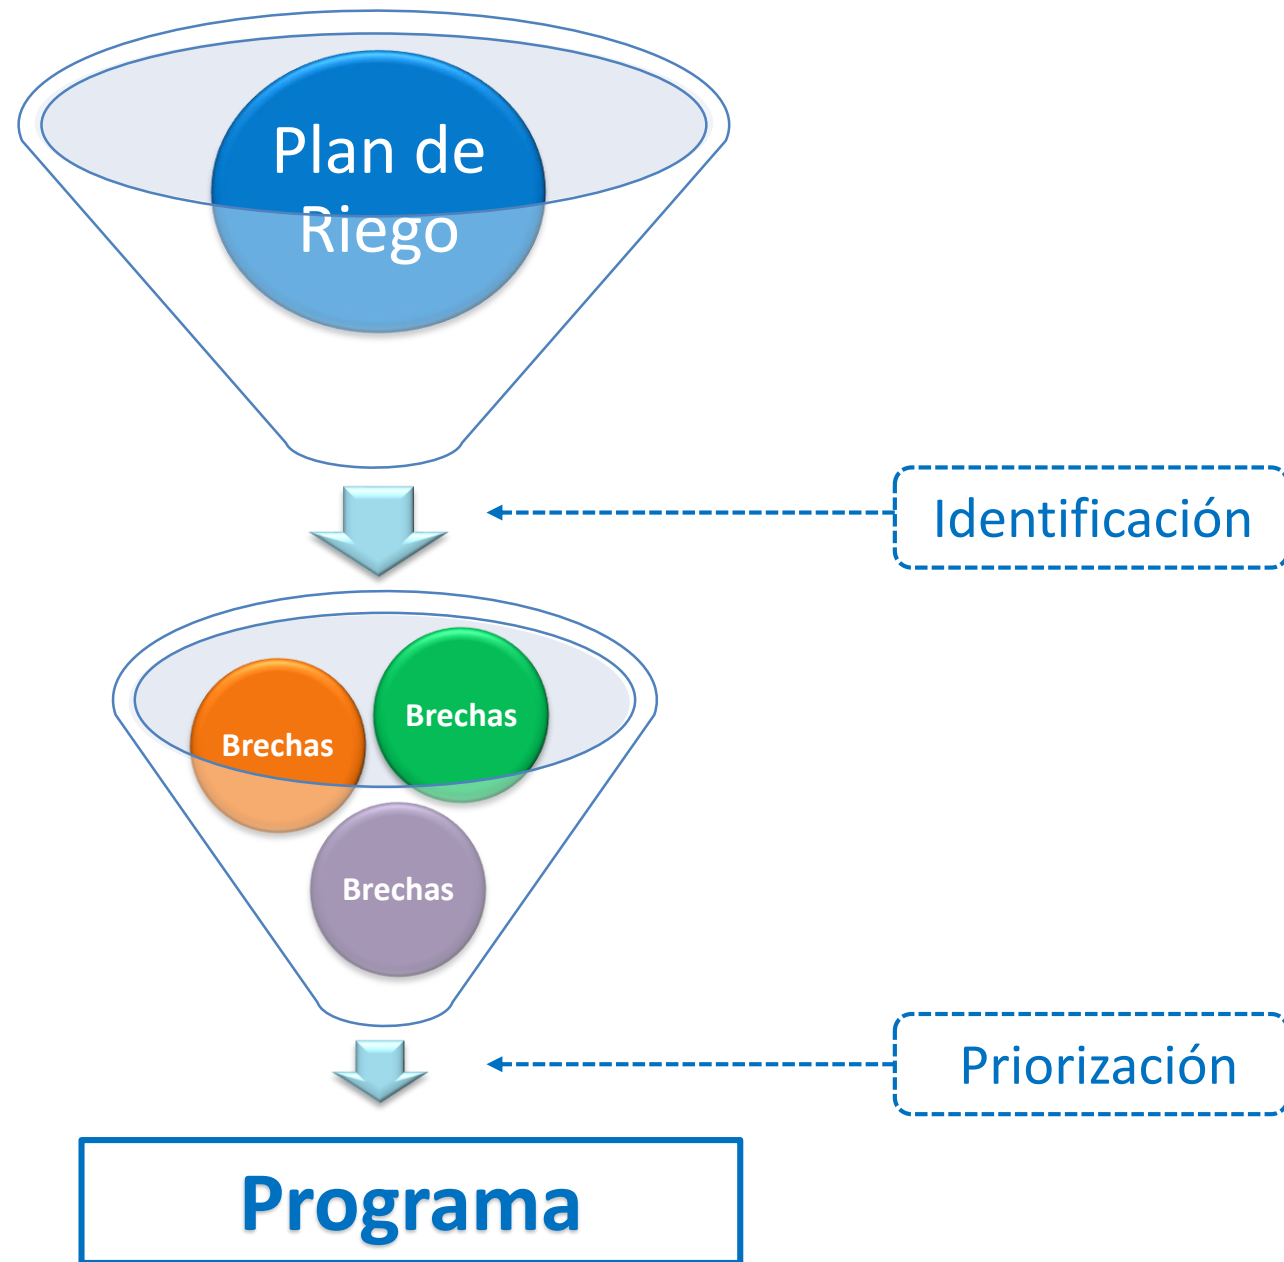 Plan de
Riego
Identificación
Brechas
Brechas
Brechas
Priorización
Programa